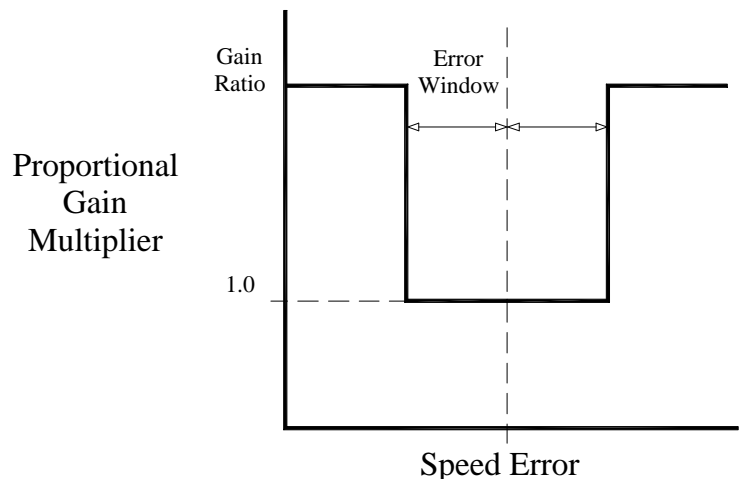 Gain
Ratio
Error
Window
Proportional
Gain
Multiplier
1.0
Speed Error